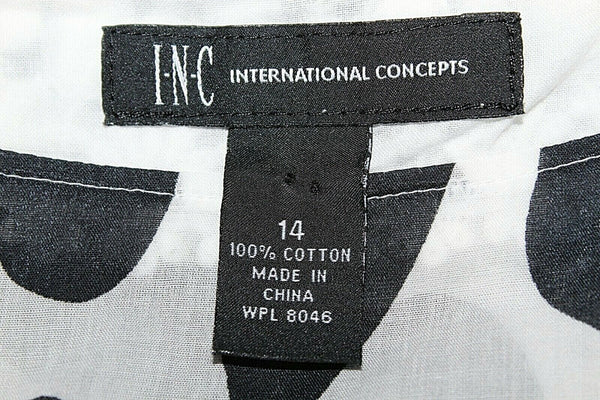 I·N·C INTERNATIONAL CONCEPTS
14
100% COTTON
MADE IN
CHINA
WPL 8046